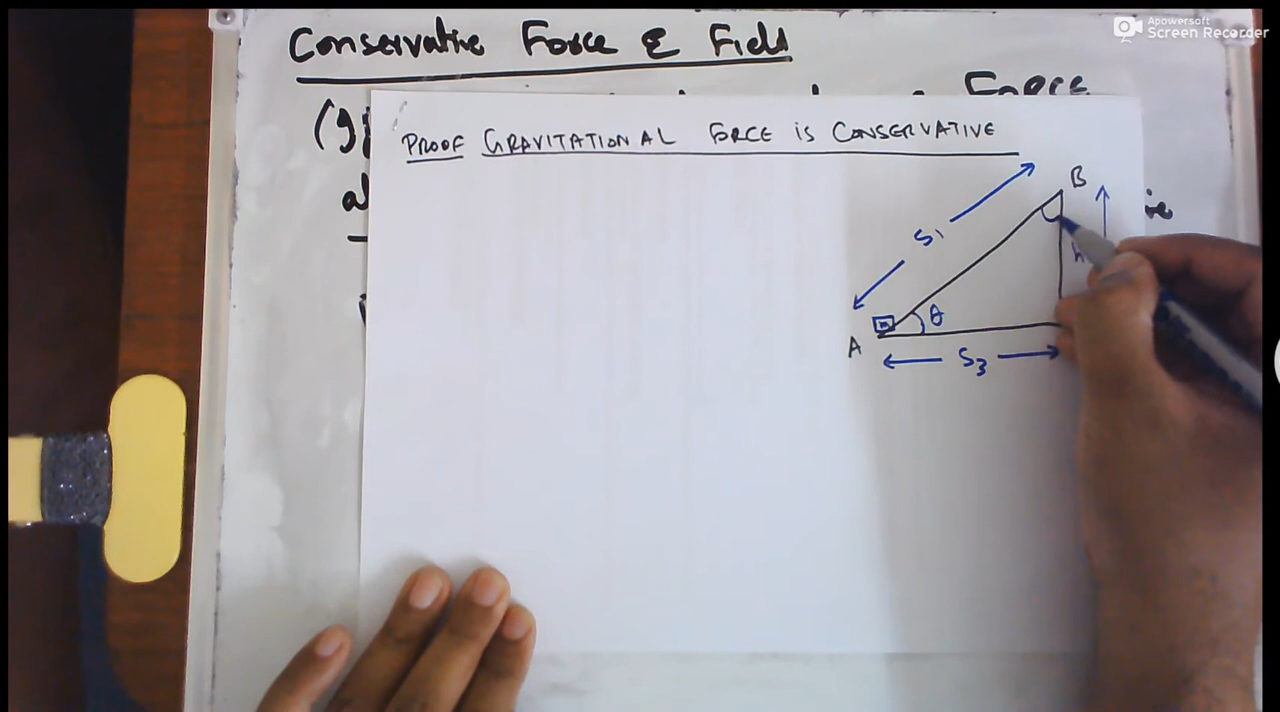 Apowersoft
Screen Recorder
Conservative Force & Field
Force
PROOF GRAVITATIONAL FORCE IS CONSERVATIVE
B
S1
h
m
θ
A
S3